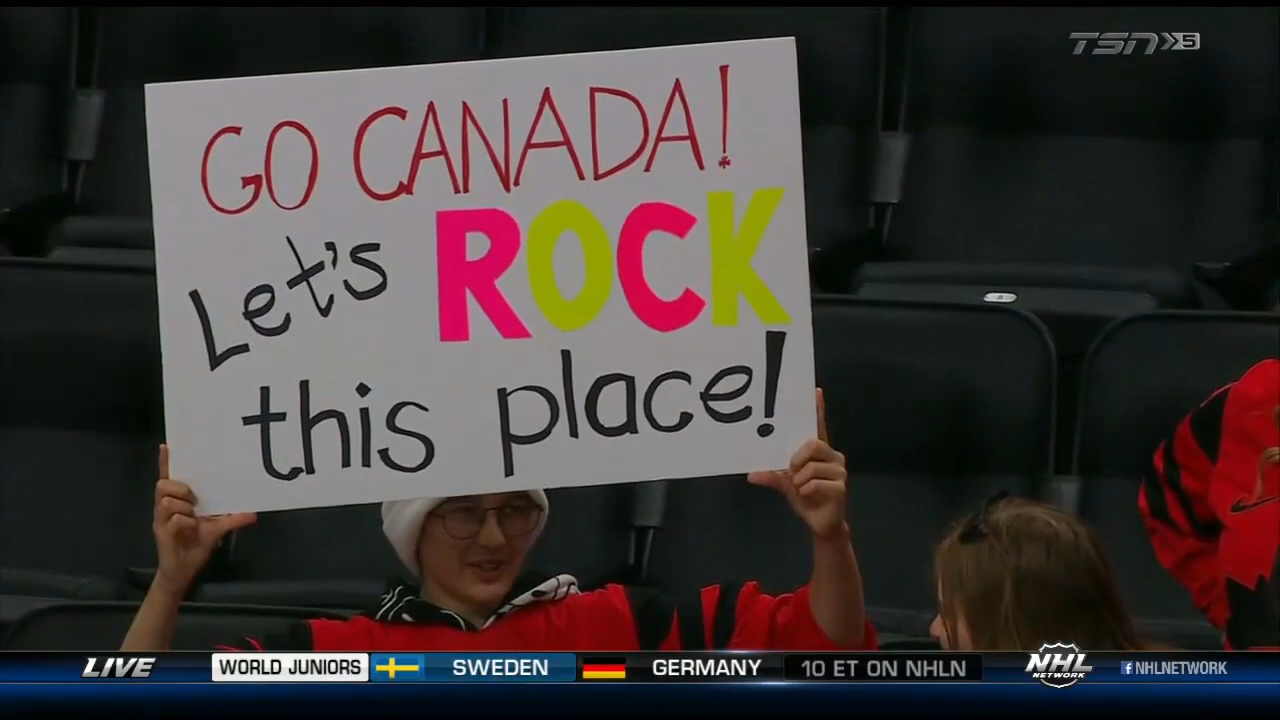 TSN 5
GO CANADA!
Let's ROCK
this place!
LIVE WORLD JUNIORS SWEDEN GERMANY 10 ET ON NHLN NHL NETWORK f NHLNETWORK